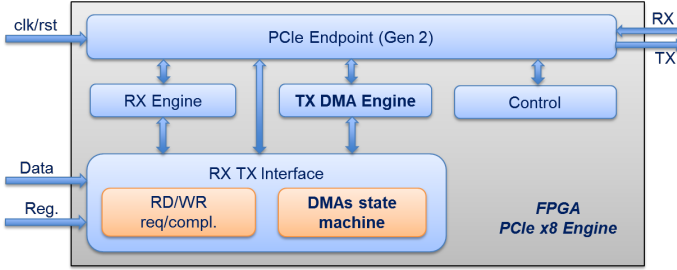 clk/rst
PCIe Endpoint (Gen 2)
RX
TX
RX Engine
TX DMA Engine
Control
Data
RX TX Interface
RD/WR
req/compl.
DMAs state
machine
Reg.
FPGA
PCIe x8 Engine